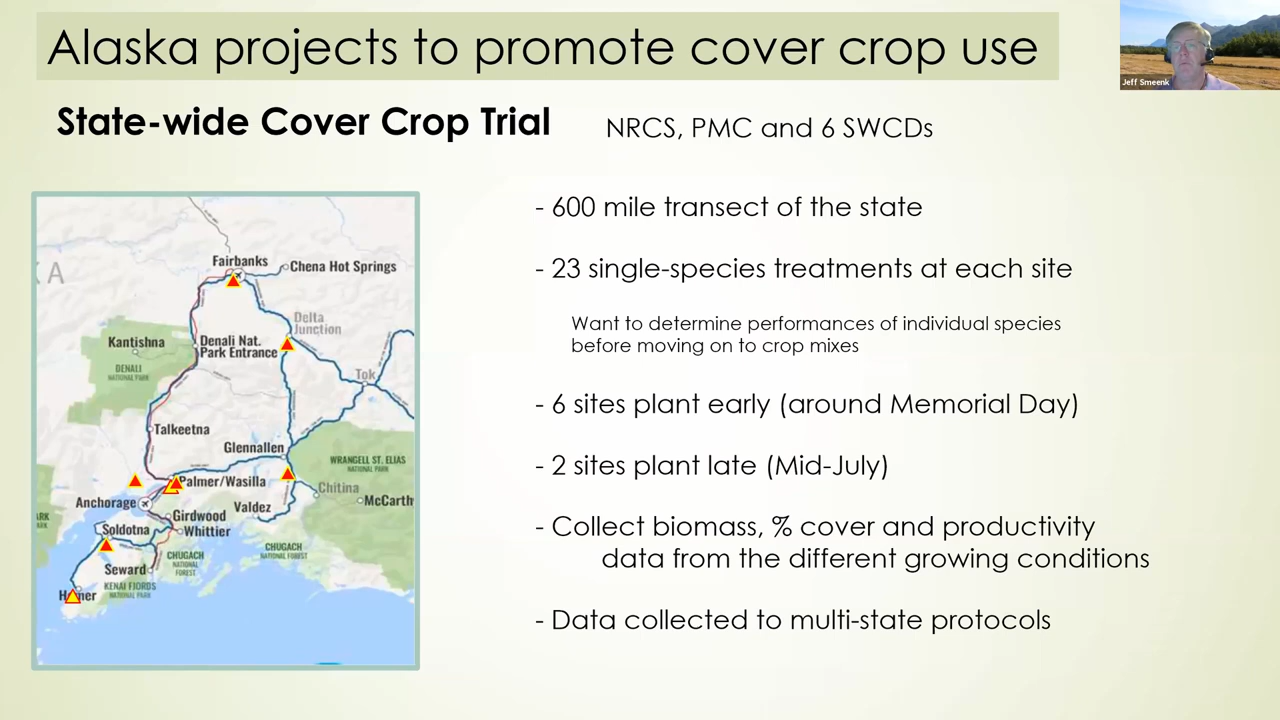 Alaska projects to promote cover crop use
Jeff Smeenk
State-wide Cover Crop Trial
NRCS, PMC and 6 SWCDs
- 600 mile transect of the state
- 23 single-species treatments at each site
Want to determine performances of individual species
before moving on to crop mixes
- 6 sites plant early (around Memorial Day)
- 2 sites plant late (Mid-July)
- Collect biomass, % cover and productivity
data from the different growing conditions
- Data collected to multi-state protocols
Fairbanks
Chena Hot Springs
KA
Delta
Junction
Kantishna
Denali Nat.
Park Entrance
DENALI
NATIONAL PARK
Tok
Talkeetna
Glennallen
WRANGELL ST. ELIAS
NATIONAL PARK
Palmer/Wasilla
Chitina
McCarth
Anchorage
Valdez
Girdwood
ARK
PARK
Soldotna
Whittier
CHUGACH
NATIONAL
FOREST
CHUGACH
NATIONAL FOREST
Seward
KENAI FJORDS
NATIONAL PARK
H mer